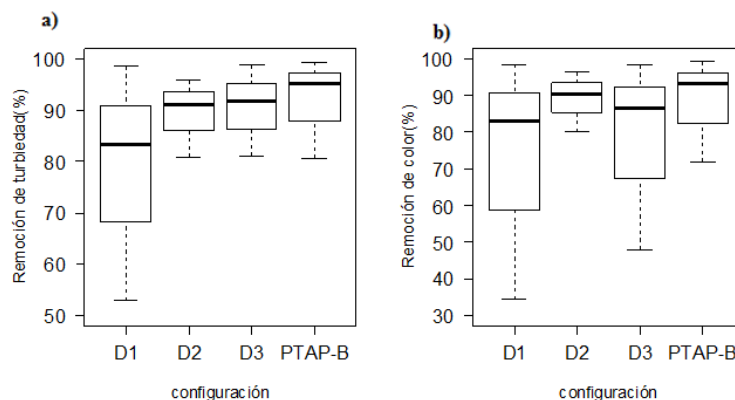 a)
Remoción de turbiedad(%)
100
90
80
70
60
50
D1 D2 D3 PTAP-B
configuración
b)
Remoción de color(%)
100
90
80
70
60
50
40
30
D1 D2 D3 PTAP-B
configuración